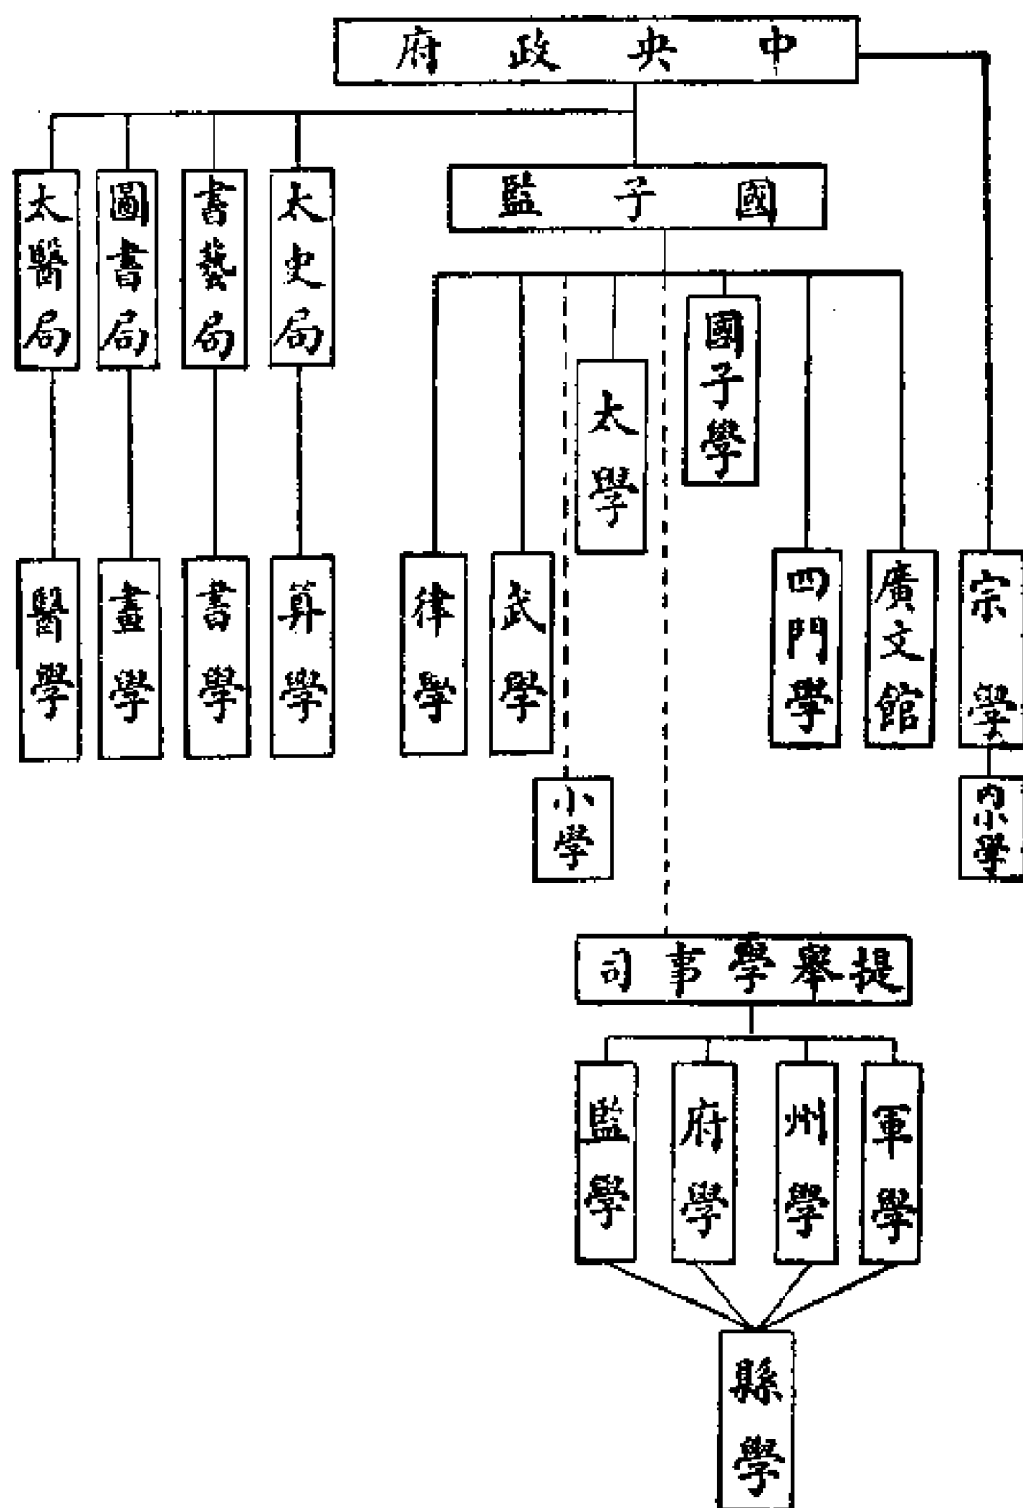 中央政府
國子監
太史局
書藝局
圖書局
太醫局
國子學
太學
廣文館
四門學
武學
律學
宗學
算學
書學
畫學
醫學
小學
內小學
提舉學事司
軍學
州學
府學
監學
縣學